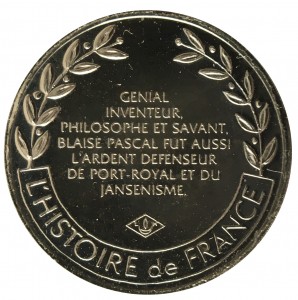 GENIAL
INVENTEUR,
PHILOSOPHE ET SAVANT,
BLAISE PASCAL FUT AUSSI
L'ARDENT DEFENSEUR
DE PORT-ROYAL ET DU
JANSENISME.
L'HISTOIRE de FRANCE